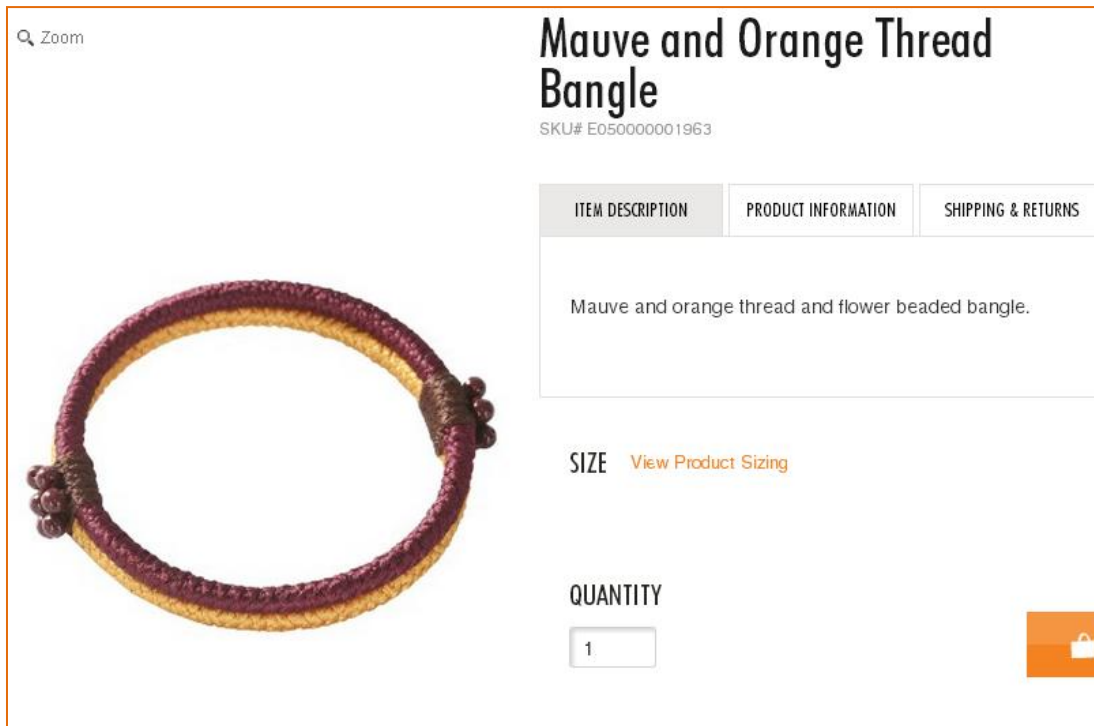 Zoom
Mauve and Orange Thread
Bangle
SKU# E050000001963
ITEM DESCRIPTION
PRODUCT INFORMATION
SHIPPING & RETURNS
Mauve and orange thread and flower beaded bangle.
SIZE
View Product Sizing
QUANTITY
1